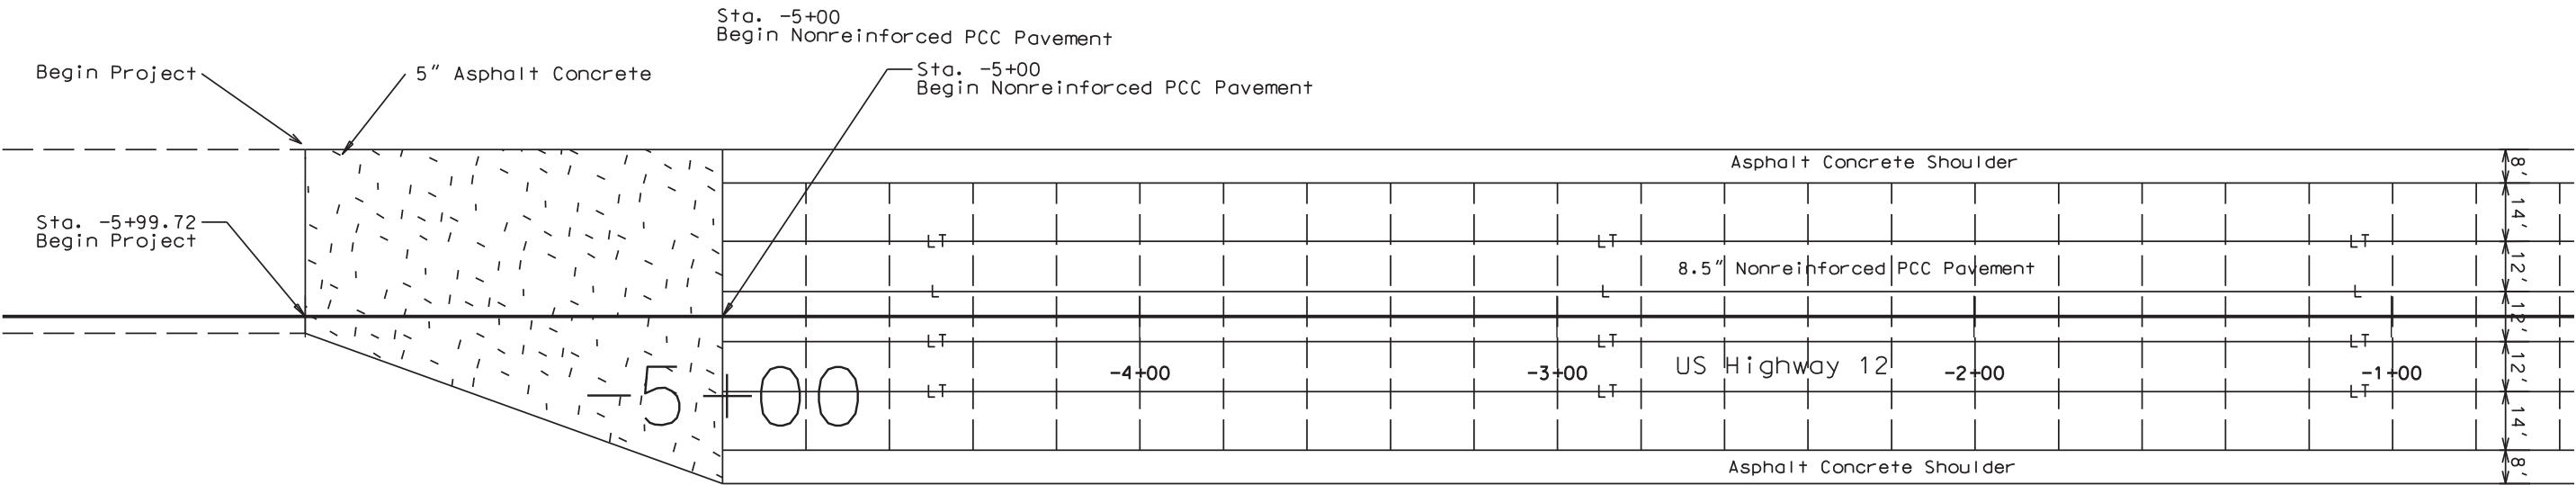 Sta. -5+00
Begin Nonreinforced PCC Pavement
Begin Project
5" Asphalt Concrete
Sta. -5+00
Begin Nonreinforced PCC Pavement
Asphalt Concrete Shoulder
8'
Sta. -5+99.72
Begin Project
14'
LT
LT
LT
8.5" Nonreinforced PCC Pavement
12'
L
L
L
12'
LT
LT
LT
US Highway 12
12'
-5+00
-4+00
-3+00
-2+00
-1+00
LT
LT
LT
14'
Asphalt Concrete Shoulder
8'